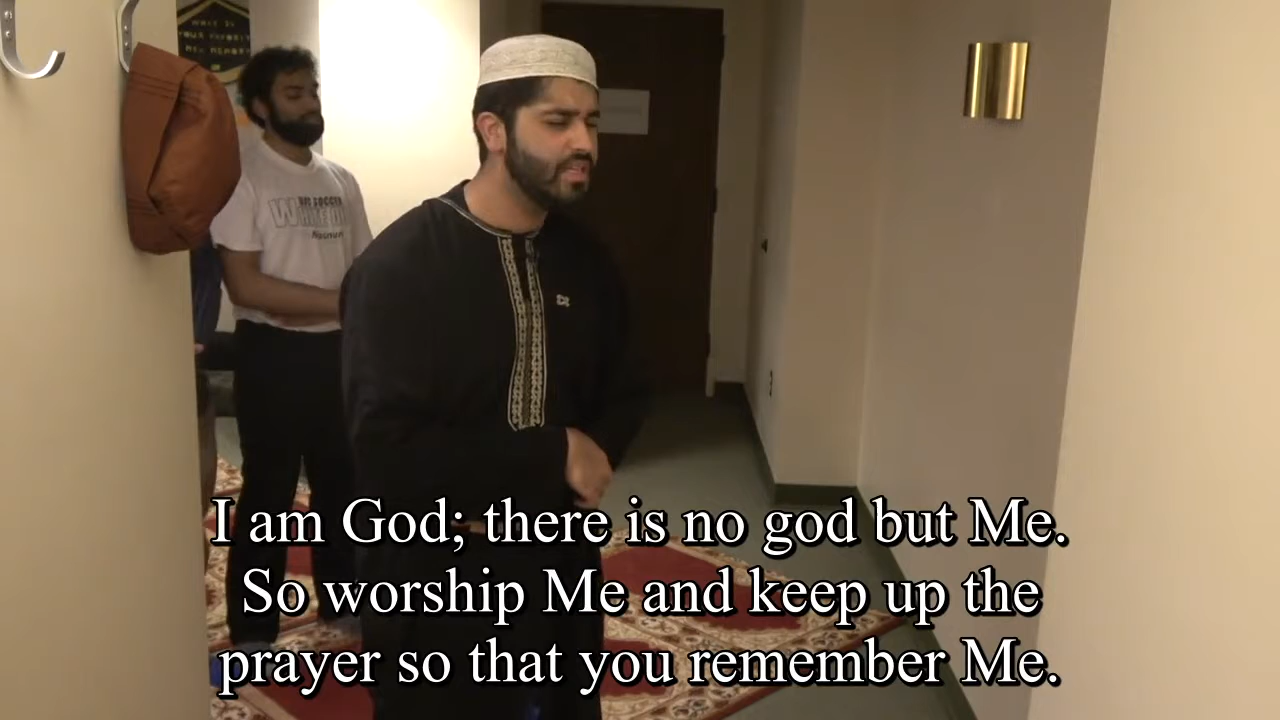 I am God; there is no god but Me.
So worship Me and keep up the
prayer so that you remember Me.